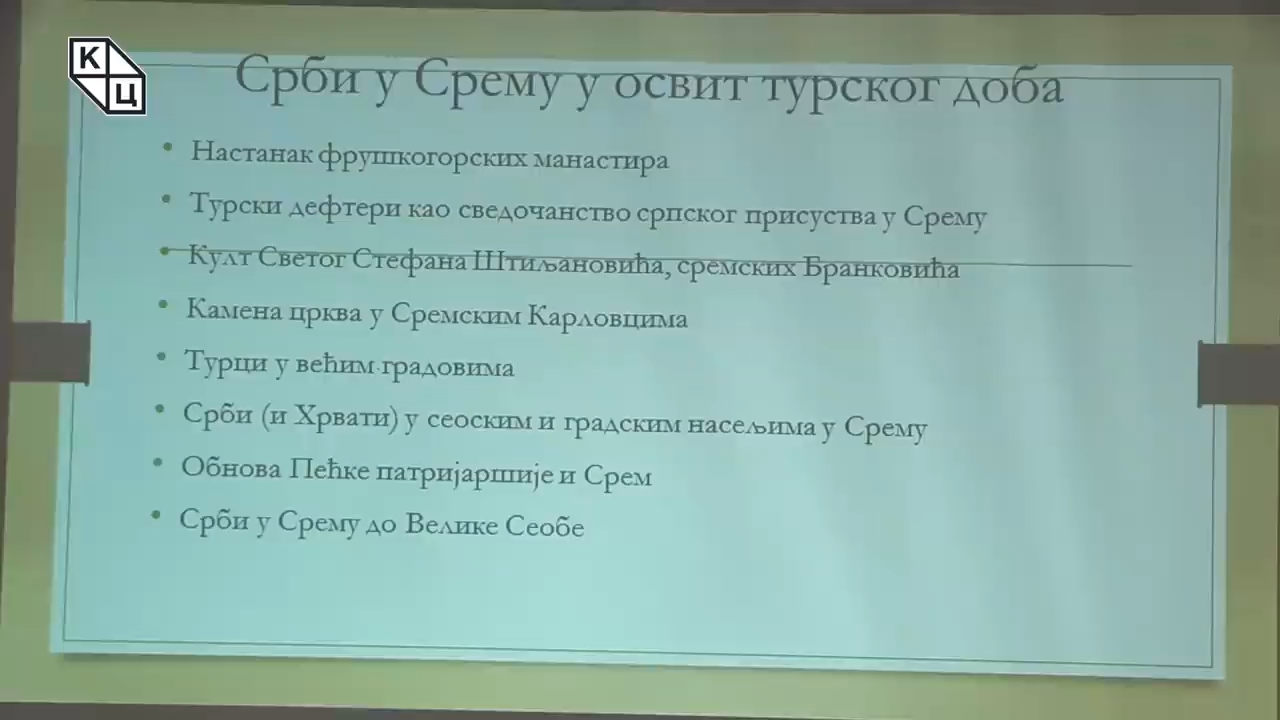 КЦ
Срби у Срему у освит турског доба
• Настанак фрушкогорских манастира
• Турски дефтери као сведочанство српског присуства у Срему
• Култ Светог Стефана Штиљановића, сремских Бранковића
• Камена црква у Сремским Карловцима
• Турци у већим градовима
• Срби (и Хрвати) у сеоским и градским насељима у Срему
• Обнова Пећке патријаршије и Срем
• Срби у Срему до Велике Сеобе